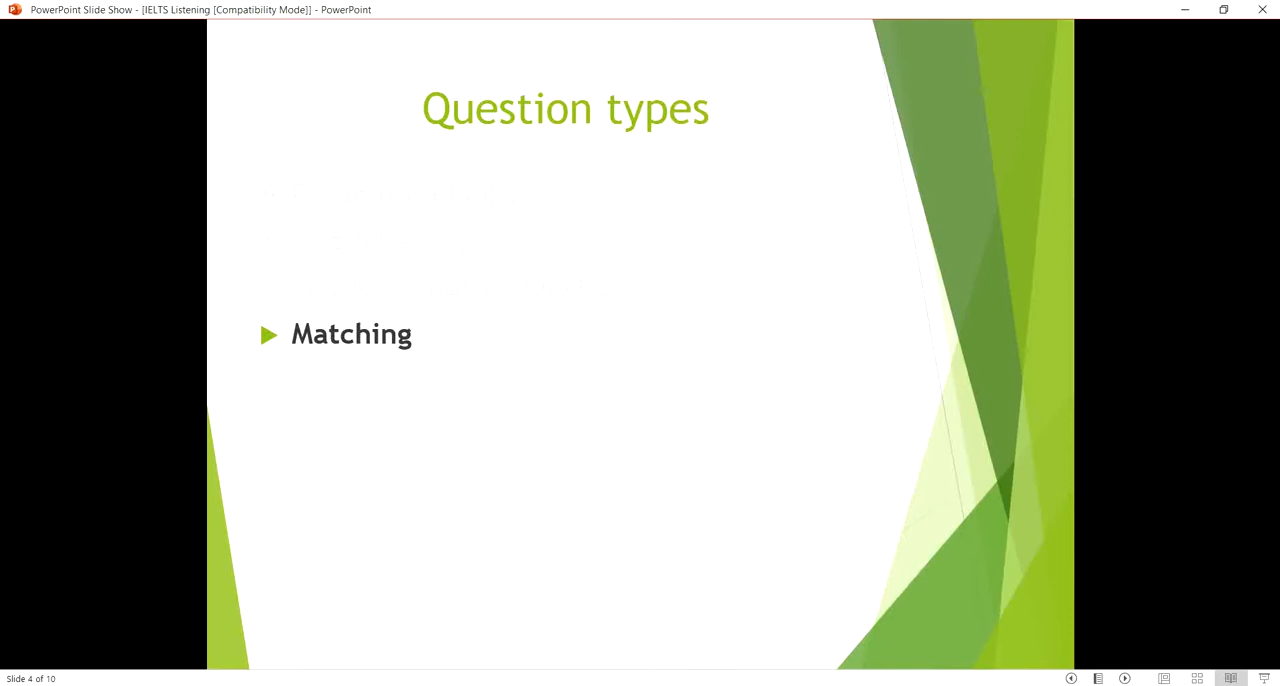 PowerPoint Slide Show - [IELTS Listening [Compatibility Mode]] - PowerPoint
Question types
Matching
Slide 4 of 10